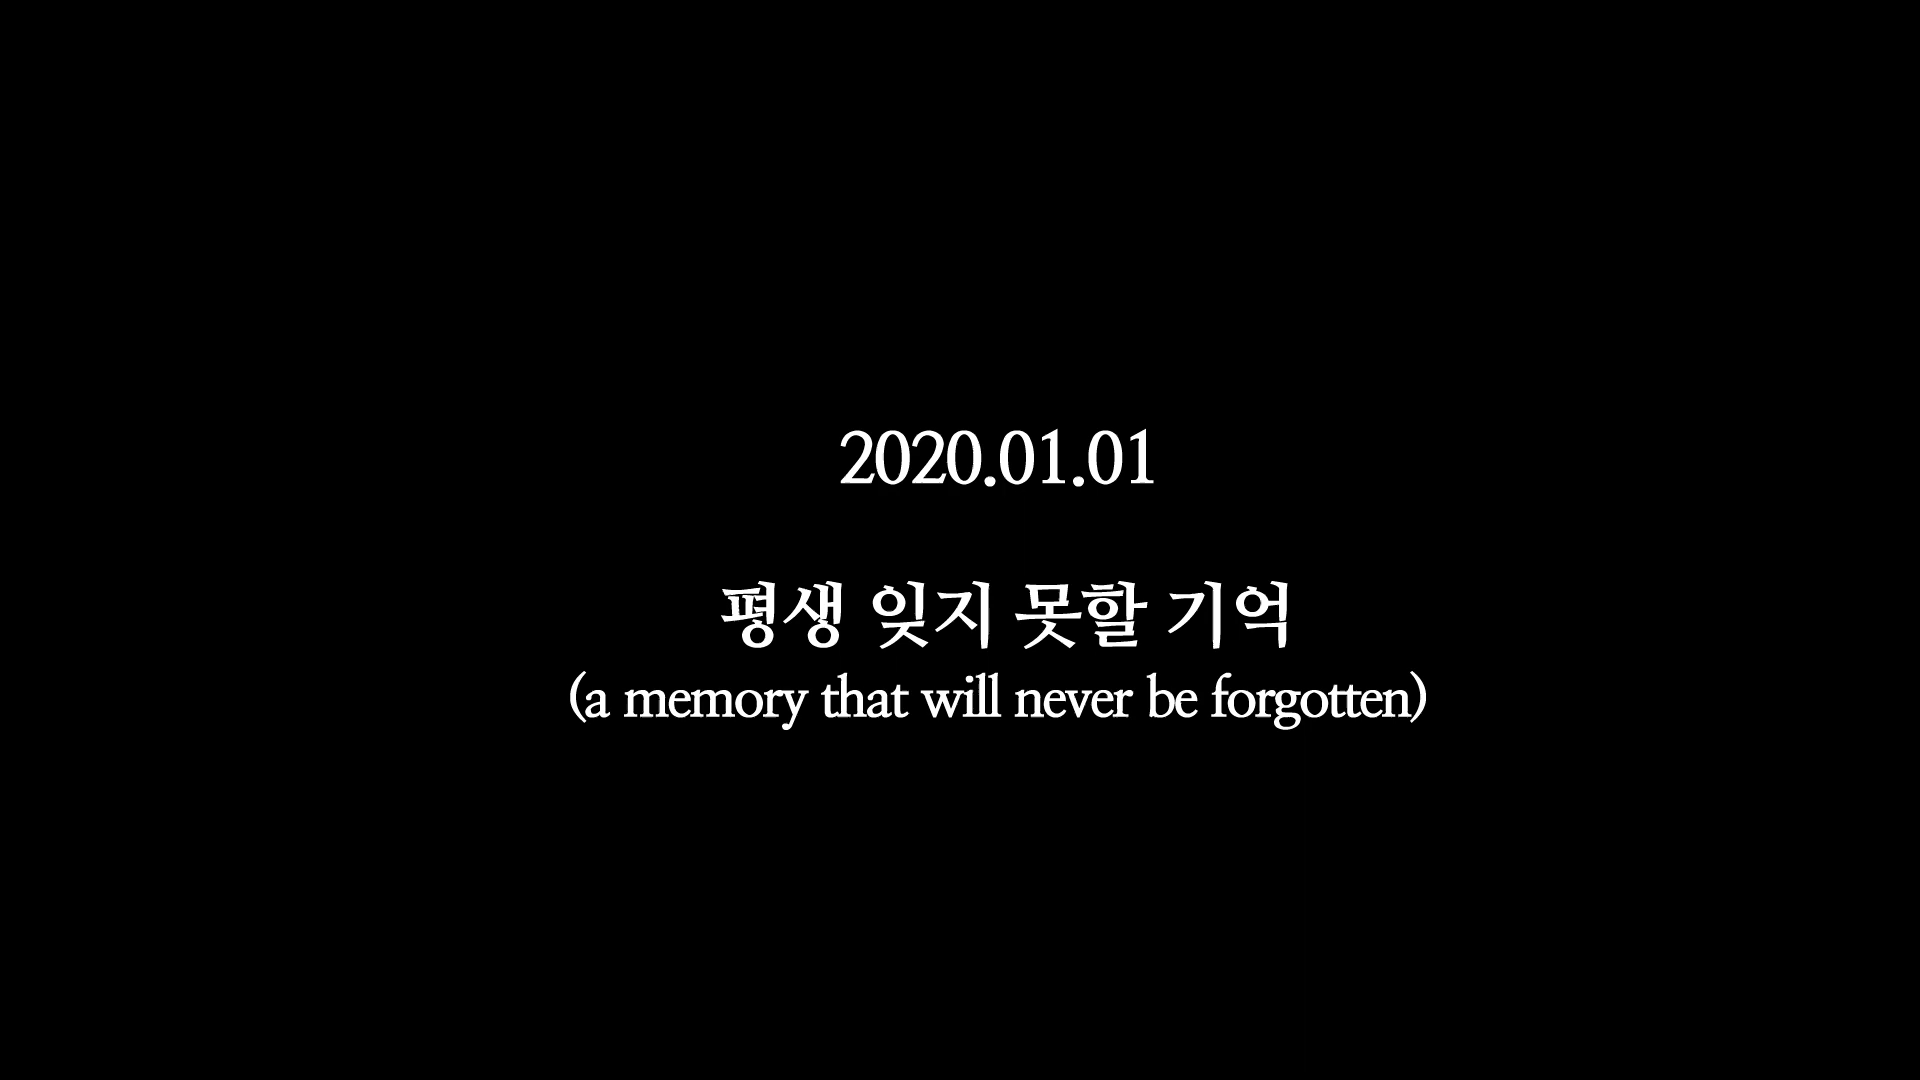 2020.01.01
평생 잊지 못할 기억
(a memory that will never be forgotten)